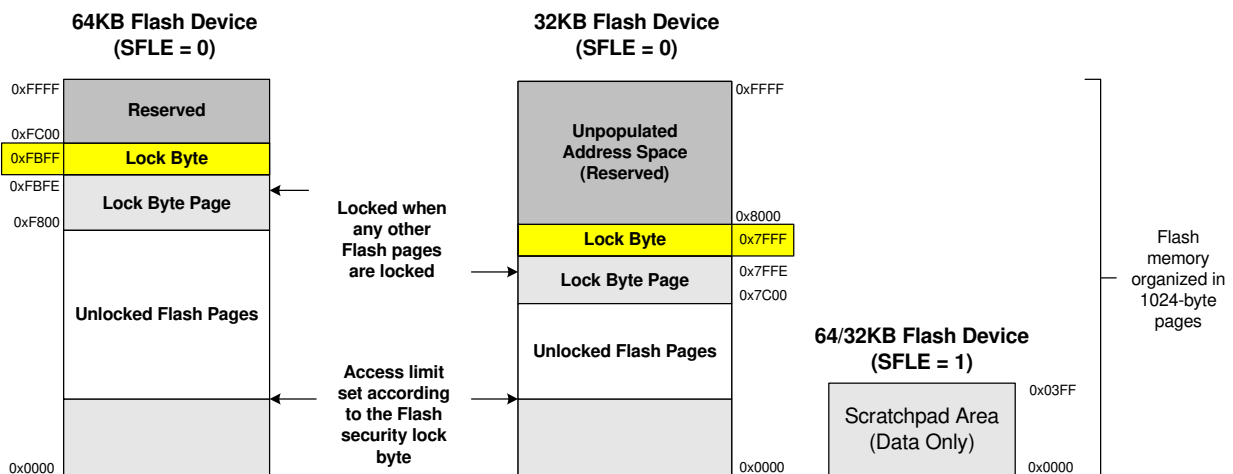 64KB Flash Device
(SFLE = 0)
0xFFFF
Reserved
0xFC00
0xFBFF
Lock Byte
0xFBFE
Lock Byte Page
0xF800
Unlocked Flash Pages
0x0000
Locked when
any other
Flash pages
are locked
Access limit
set according
to the Flash
security lock
byte
32KB Flash Device
(SFLE = 0)
0xFFFF
Unpopulated
Address Space
(Reserved)
0x8000
Lock Byte
0x7FFF
0x7FFE
Lock Byte Page
0x7C00
Unlocked Flash Pages
0x0000
64/32KB Flash Device
(SFLE = 1)
0x03FF
Scratchpad Area
(Data Only)
0x0000
Flash
memory
organized in
1024-byte
pages